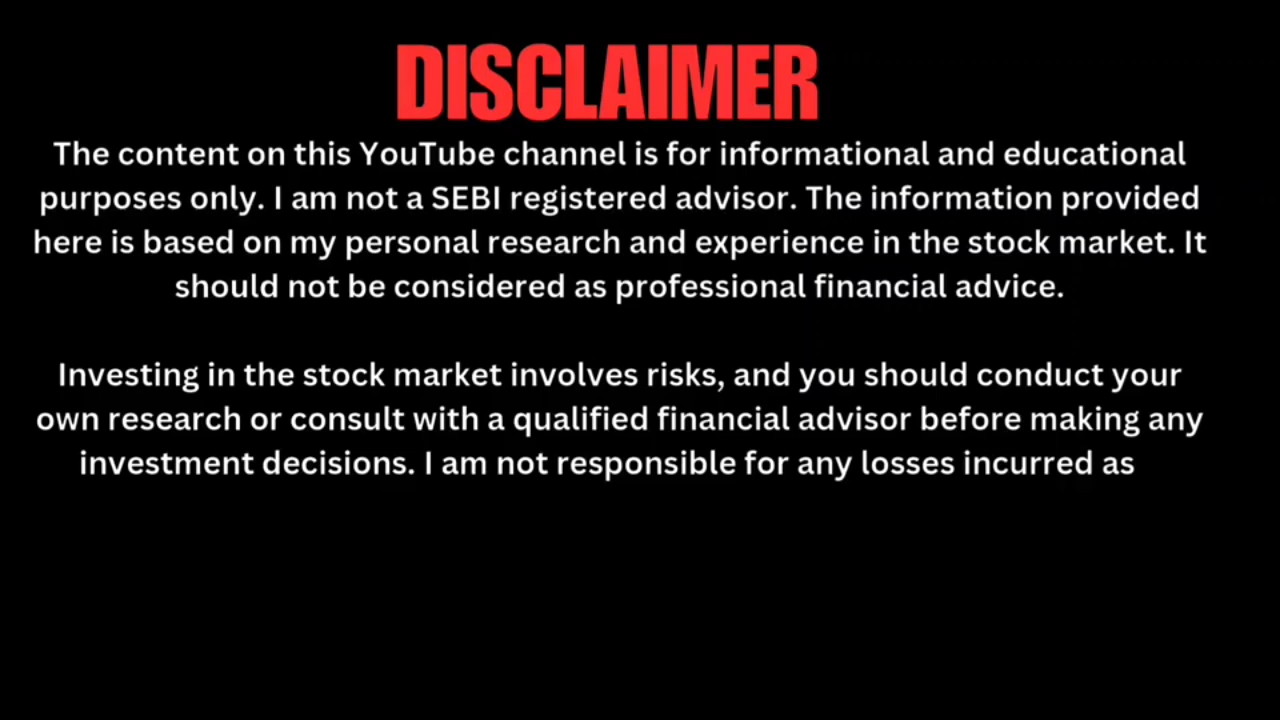 DISCLAIMER
The content on this YouTube channel is for informational and educational
purposes only. I am not a SEBI registered advisor. The information provided
here is based on my personal research and experience in the stock market. It
should not be considered as professional financial advice.
Investing in the stock market involves risks, and you should conduct your
own research or consult with a qualified financial advisor before making any
investment decisions. I am not responsible for any losses incurred as